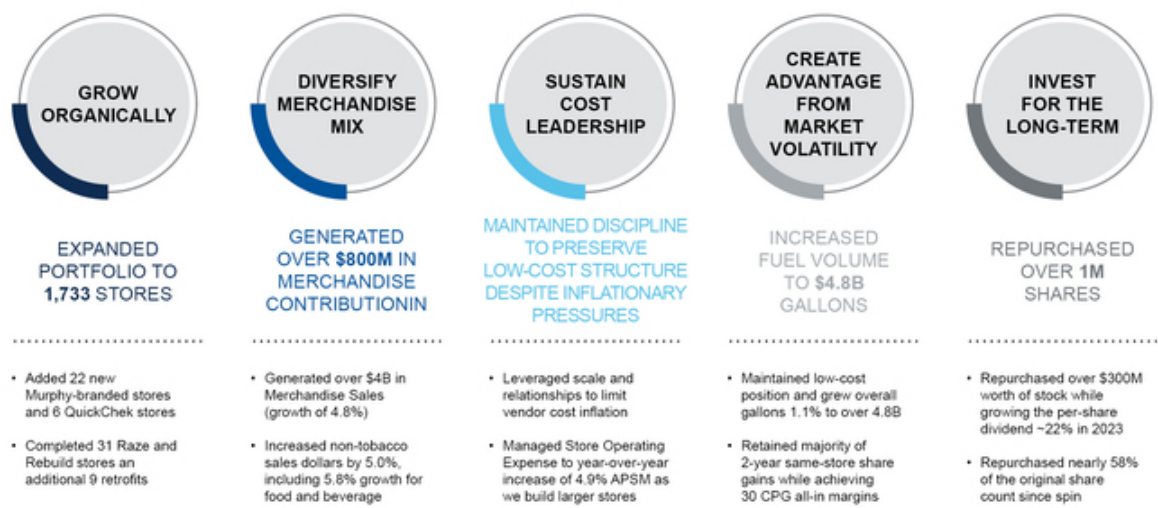 GROW
ORGANICALLY
EXPANDED
PORTFOLIO TO
1,733 STORES
• Added 22 new
Murphy-branded stores
and 6 QuickChek stores
• Completed 31 Raze and
Rebuild stores an
additional 9 retrofits
DIVERSIFY
MERCHANDISE
MIX
GENERATED
OVER $800M IN
MERCHANDISE
CONTRIBUTIONIN
• Generated over $4B in
Merchandise Sales
(growth of 4.8%)
• Increased non-tobacco
sales dollars by 5.0%,
including 5.8% growth for
food and beverage
SUSTAIN
COST
LEADERSHIP
MAINTAINED DISCIPLINE
TO PRESERVE
LOW-COST STRUCTURE
DESPITE INFLATIONARY
PRESSURES
• Leveraged scale and
relationships to limit
vendor cost inflation
• Managed Store Operating
Expense to year-over-year
increase of 4.9% APSM as
we build larger stores
CREATE
ADVANTAGE
FROM
MARKET
VOLATILITY
INCREASED
FUEL VOLUME
TO $4.8B
GALLONS
• Maintained low-cost
position and grew overall
gallons 1.1% to over 4.8B
• Retained majority of
2-year same-store share
gains while achieving
30 CPG all-in margins
INVEST
FOR THE
LONG-TERM
REPURCHASED
OVER 1M
SHARES
• Repurchased over $300M
worth of stock while
growing the per-share
dividend ~22% in 2023
• Repurchased nearly 58%
of the original share
count since spin